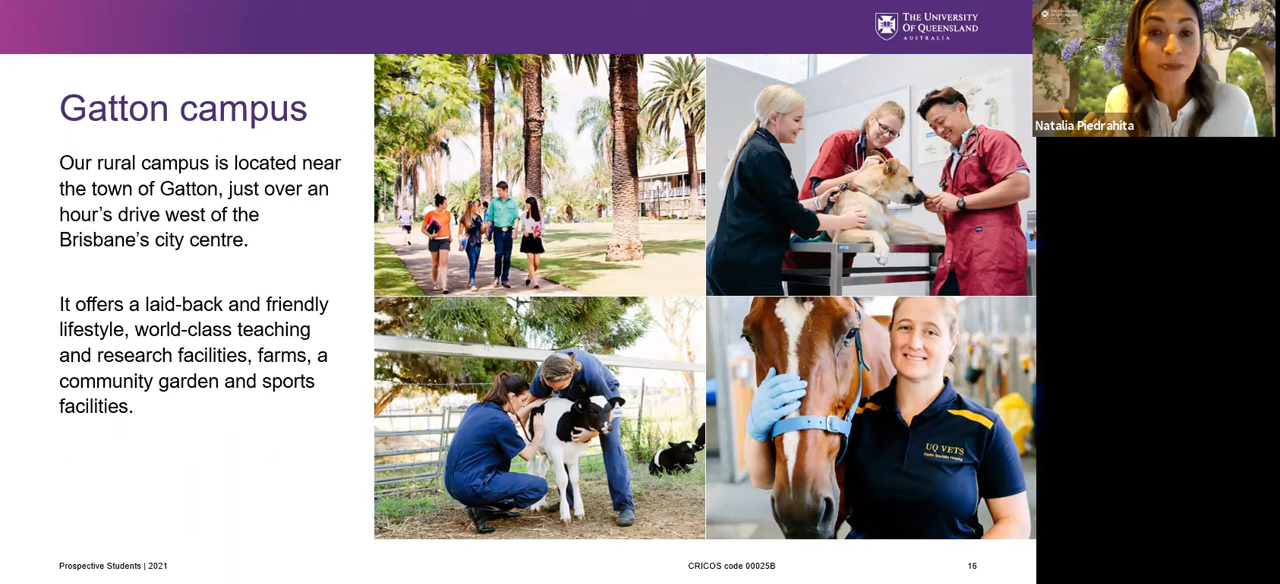 THE UNIVERSITY
OF QUEENSLAND
AUSTRALIA
Natalia Piedrahita
Gatton campus
Our rural campus is located near
the town of Gatton, just over an
hour’s drive west of the
Brisbane’s city centre.
It offers a laid-back and friendly
lifestyle, world-class teaching
and research facilities, farms, a
community garden and sports
facilities.
UQ VETS
Prospective Students | 2021
CRICOS code 00025B
16